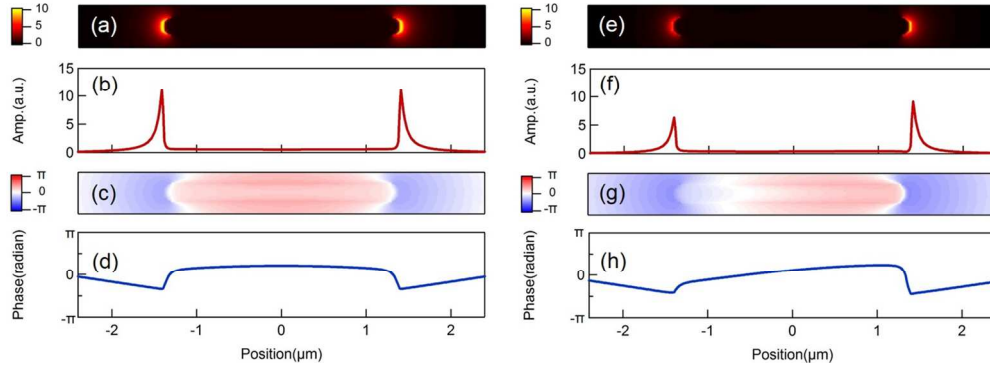 10
5
0
(a)
15
10
5
0
Amp.(a.u.)
(b)
π
0
-π
(c)
π
0
-π
Phase(radian)
(d)
-2
-1
0
1
2
Position(µm)
10
5
0
(e)
15
10
5
0
Amp.(a.u.)
(f)
π
0
-π
(g)
π
0
-π
Phase(radian)
(h)
-2
-1
0
1
2
Position(µm)